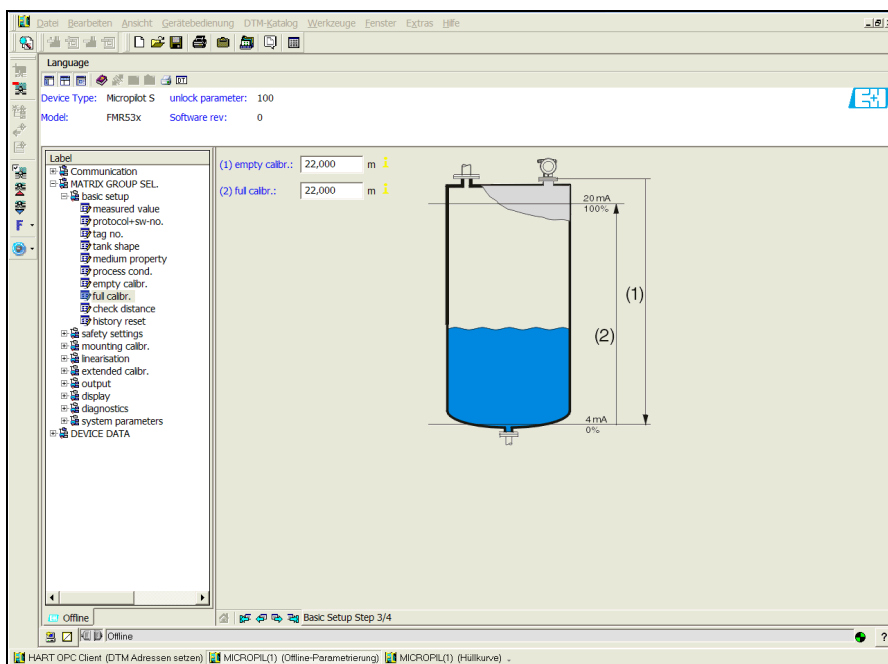 Datei Bearbeiten Ansicht Gerätebedienung DTM-Katalog Werkzeuge Fenster Extras Hilfe
Language
Device Type: Micropilot S unlock parameter: 100
Model: FMR53x Software rev: 0
Label
Communication
MATRIX GROUP SEL.
basic setup
measured value
protocol+sw-no.
tag no.
tank shape
medium property
process cond.
empty calibr.
full calibr.
check distance
history reset
safety settings
mounting calibr.
linearisation
extended calibr.
output
display
diagnostics
system parameters
DEVICE DATA
(1) empty calibr.: 22,000 m
(2) full calibr.: 22,000 m
20 mA
100%
(1)
(2)
4 mA
0%
Offline
Basic Setup Step 3/4
Offline
HART OPC Client (DTM Adressen setzen) MICROPIL(1) (Offline-Parametrierung) MICROPIL(1) (Hüllkurve)